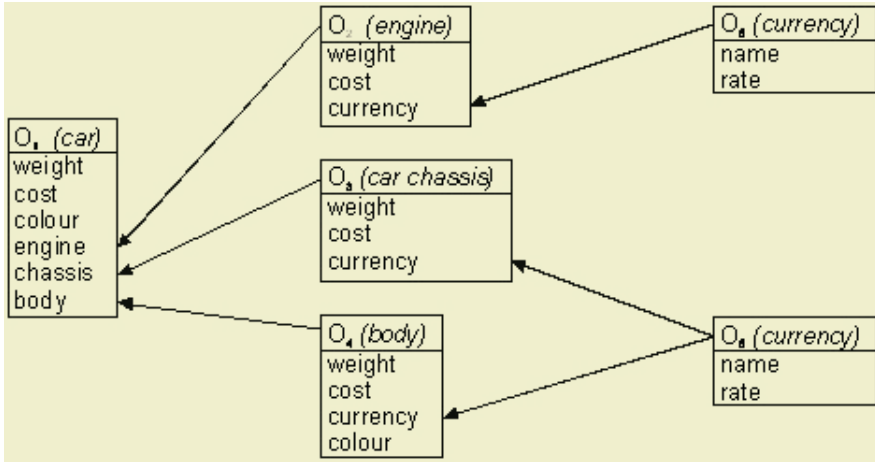 O₁ (car)
weight
cost
colour
engine
chassis
body
O₂ (engine)
weight
cost
currency
O₃ (car chassis)
weight
cost
currency
O₄ (body)
weight
cost
currency
colour
(currency)
name
rate
(currency)
name
rate